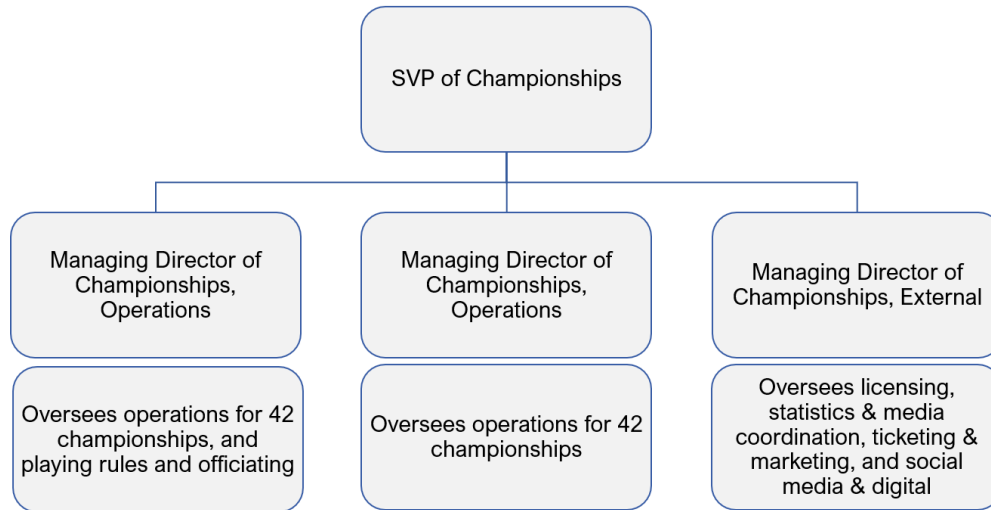 SVP of Championships
Managing Director of
Championships,
Operations
Managing Director of
Championships,
Operations
Managing Director of
Championships, External
Oversees operations for 42
championships, and
playing rules and officiating
Oversees operations for 42
championships
Oversees licensing,
statistics & media
coordination, ticketing &
marketing, and social
media & digital